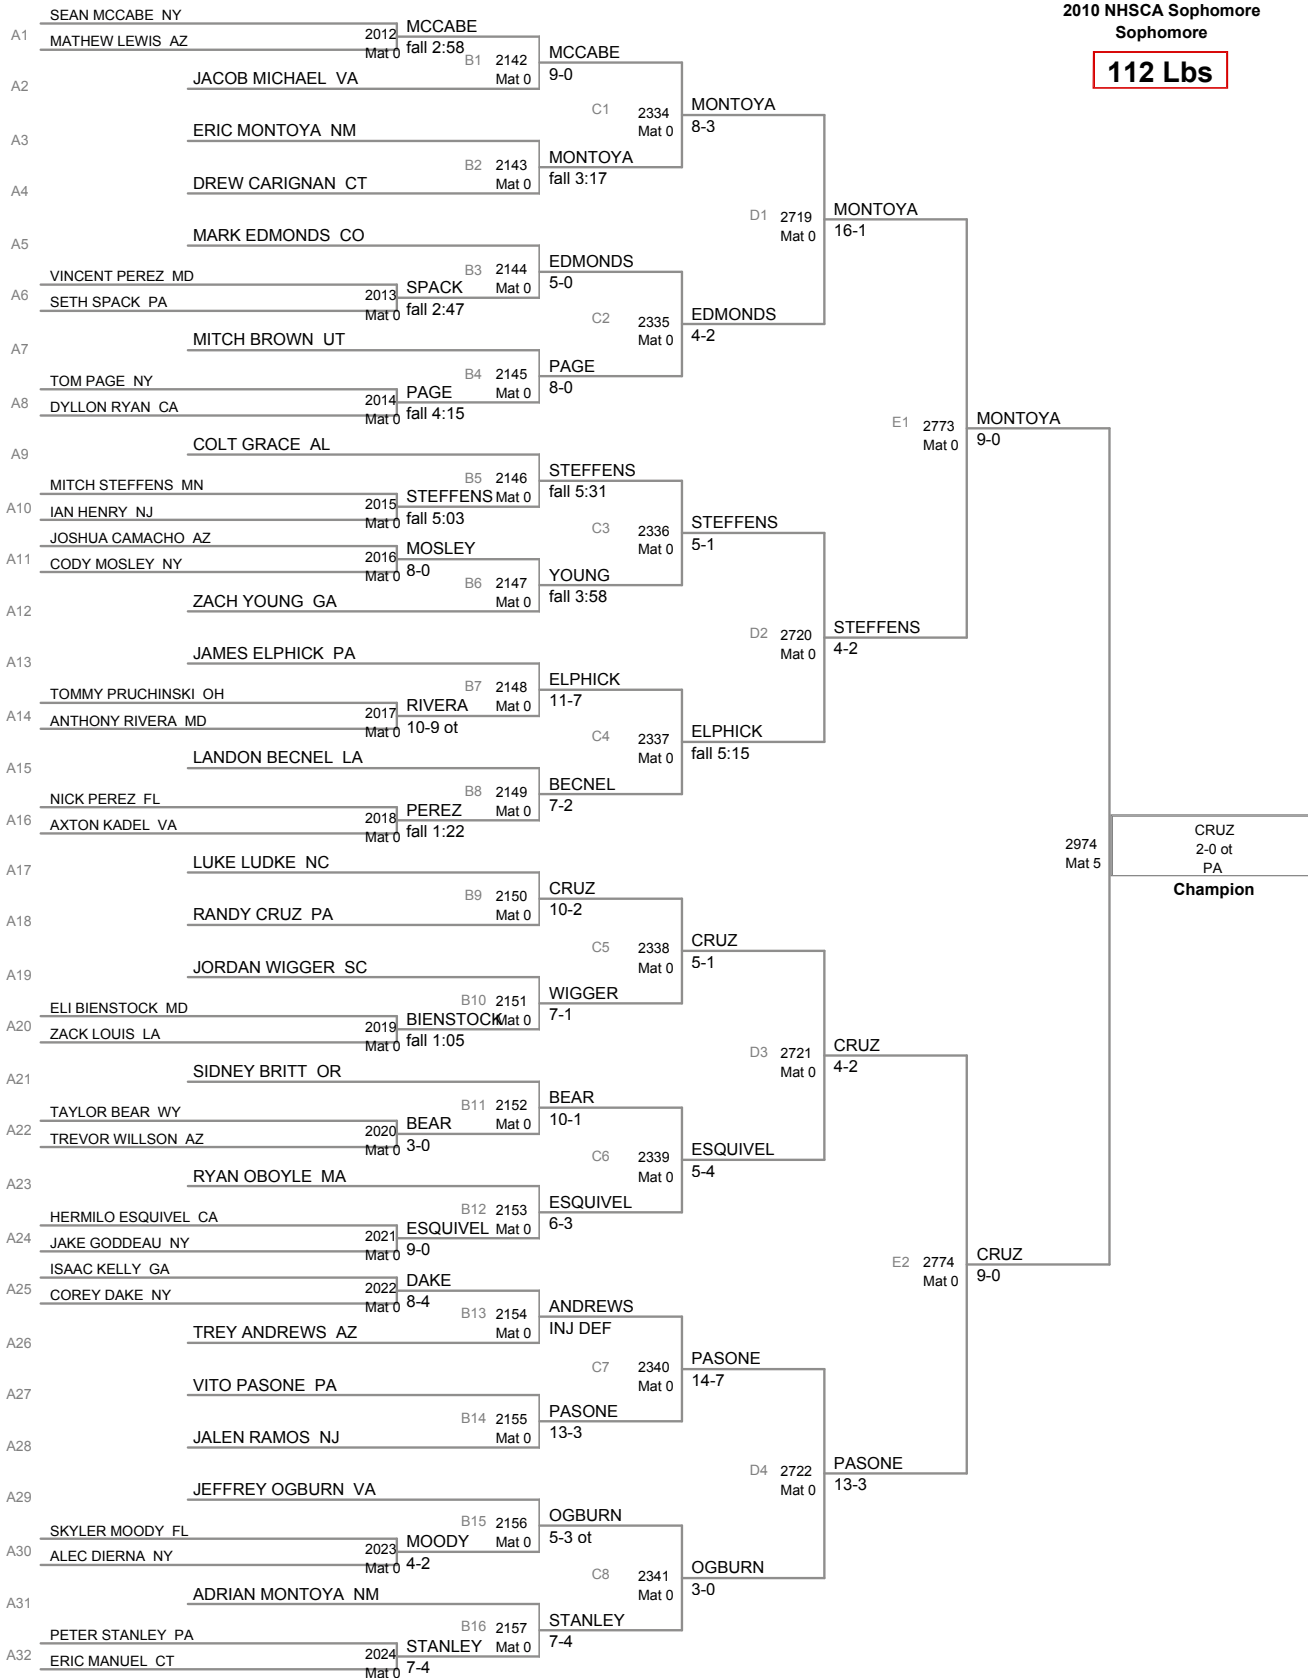 2010 NHSCA Sophomore
Sophomore
112 Lbs
A1
SEAN MCCABE NY
MATHEW LEWIS AZ
2012
Mat 0
MCCABE
fall 2:58
A2
JACOB MICHAEL VA
B1 2142
Mat 0
MCCABE
9-0
A3
ERIC MONTOYA NM
A4
DREW CARIGNAN CT
B2 2143
Mat 0
MONTOYA
fall 3:17
C1 2334
Mat 0
MONTOYA
8-3
A5
MARK EDMONDS CO
A6
VINCENT PEREZ MD
SETH SPACK PA
2013
Mat 0
SPACK
fall 2:47
B3 2144
Mat 0
EDMONDS
5-0
A7
MITCH BROWN UT
A8
TOM PAGE NY
DYLLON RYAN CA
2014
Mat 0
PAGE
fall 4:15
B4 2145
Mat 0
PAGE
8-0
C2 2335
Mat 0
EDMONDS
4-2
D1 2719
Mat 0
MONTOYA
16-1
A9
COLT GRACE AL
A10
MITCH STEFFENS MN
IAN HENRY NJ
2015
Mat 0
STEFFENS
fall 5:03
B5 2146
Mat 0
STEFFENS
fall 5:31
A11
JOSHUA CAMACHO AZ
CODY MOSLEY NY
2016
Mat 0
MOSLEY
8-0
A12
ZACH YOUNG GA
B6 2147
Mat 0
YOUNG
fall 3:58
C3 2336
Mat 0
STEFFENS
5-1
A13
JAMES ELPHICK PA
A14
TOMMY PRUCHINSKI OH
ANTHONY RIVERA MD
2017
Mat 0
RIVERA
10-9 ot
B7 2148
Mat 0
ELPHICK
11-7
A15
LANDON BECNEL LA
A16
NICK PEREZ FL
AXTON KADEL VA
2018
Mat 0
PEREZ
fall 1:22
B8 2149
Mat 0
BECNEL
7-2
C4 2337
Mat 0
ELPHICK
fall 5:15
D2 2720
Mat 0
STEFFENS
4-2
E1 2773
Mat 0
MONTOYA
9-0
A17
LUKE LUDKE NC
A18
RANDY CRUZ PA
B9 2150
Mat 0
CRUZ
10-2
A19
JORDAN WIGGER SC
A20
ELI BIENSTOCK MD
ZACK LOUIS LA
2019
Mat 0
BIENSTOCK
fall 1:05
B10 2151
Mat 0
WIGGER
7-1
C5 2338
Mat 0
CRUZ
5-1
A21
SIDNEY BRITT OR
A22
TAYLOR BEAR WY
TREVOR WILLSON AZ
2020
Mat 0
BEAR
3-0
B11 2152
Mat 0
BEAR
10-1
A23
RYAN OBOYLE MA
A24
HERMILO ESQUIVEL CA
JAKE GODDEAU NY
2021
Mat 0
ESQUIVEL
9-0
B12 2153
Mat 0
ESQUIVEL
6-3
C6 2339
Mat 0
ESQUIVEL
5-4
D3 2721
Mat 0
CRUZ
4-2
A25
ISAAC KELLY GA
COREY DAKE NY
2022
Mat 0
DAKE
8-4
A26
TREY ANDREWS AZ
B13 2154
Mat 0
ANDREWS
INJ DEF
A27
VITO PASONE PA
A28
JALEN RAMOS NJ
B14 2155
Mat 0
PASONE
13-3
C7 2340
Mat 0
PASONE
14-7
A29
JEFFREY OGBURN VA
A30
SKYLER MOODY FL
ALEC DIERNA NY
2023
Mat 0
MOODY
4-2
B15 2156
Mat 0
OGBURN
5-3 ot
A31
ADRIAN MONTOYA NM
A32
PETER STANLEY PA
ERIC MANUEL CT
2024
Mat 0
STANLEY
7-4
B16 2157
Mat 0
STANLEY
7-4
C8 2341
Mat 0
OGBURN
3-0
D4 2722
Mat 0
PASONE
13-3
E2 2774
Mat 0
CRUZ
9-0
2974
Mat 5
CRUZ
2-0 ot
PA
Champion